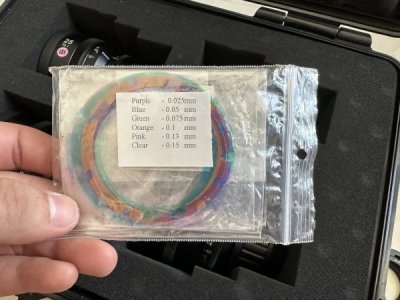 Purple - 0.025mm
Blue - 0.05 mm
Green - 0.075mm
Orange - 0.1 mm
Pink - 0.13 mm
Clear - 0.15 mm